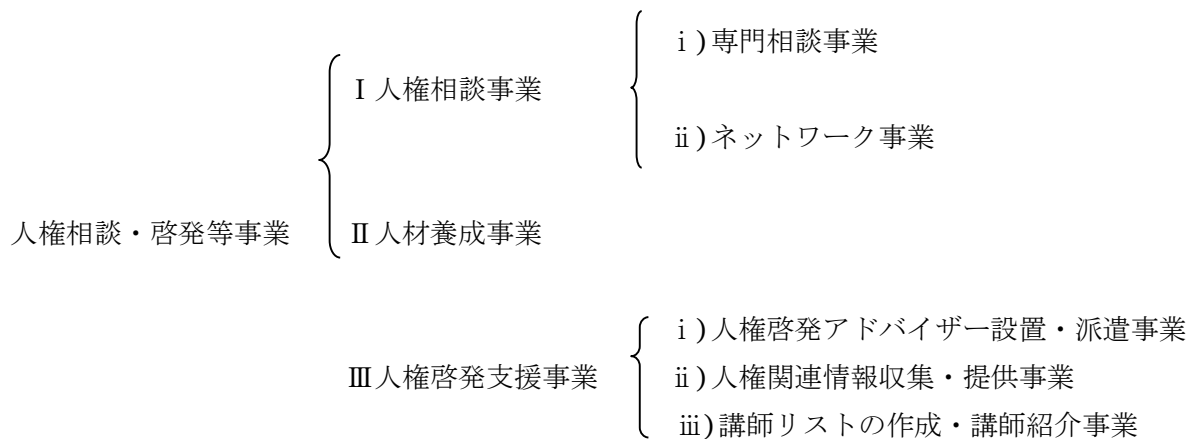 ⅰ)専門相談事業
Ⅰ人権相談事業
ⅱ)ネットワーク事業
人権相談・啓発等事業
Ⅱ人材養成事業
ⅰ)人権啓発アドバイザー設置・派遣事業
Ⅲ人権啓発支援事業
ⅱ)人権関連情報収集・提供事業
ⅲ)講師リストの作成・講師紹介事業